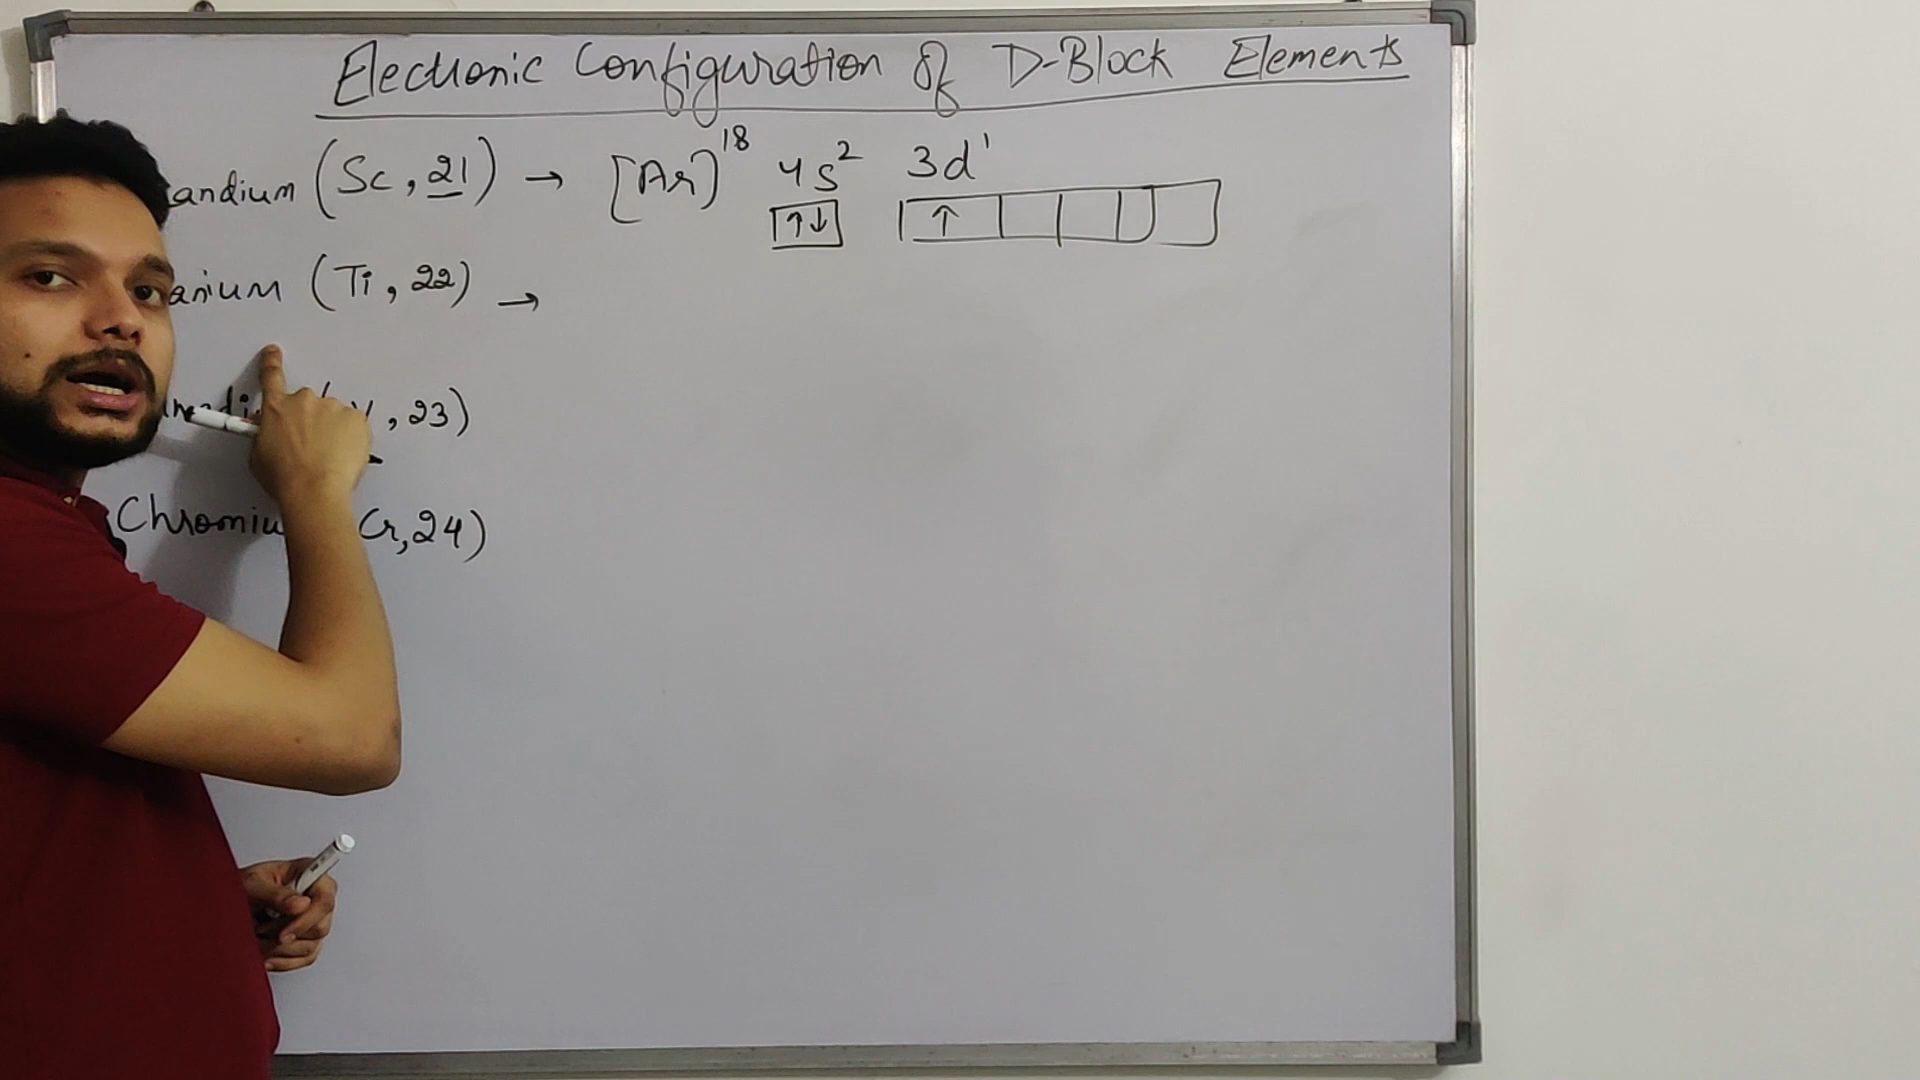 Electronic Configuration Of D-Block Elements
andium (Sc, 21) → [Ar]¹⁸ 4s² 3d¹
↑↓ ↑
anium (Ti, 22) →
, 23)
Chromiu Cr, 24)